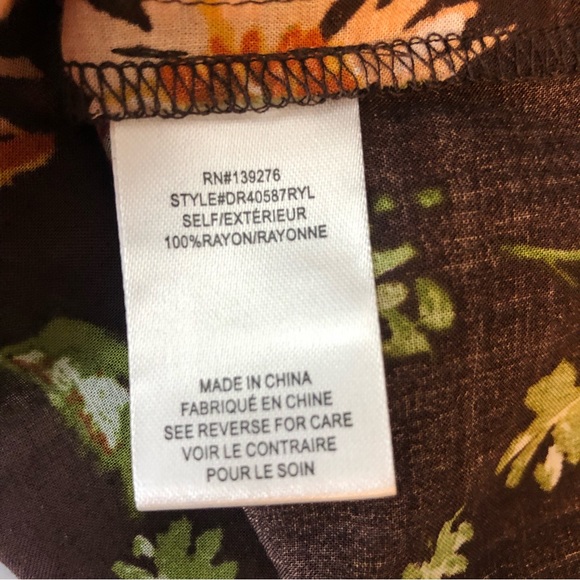 RN#139276
STYLE#DR40587RYL
SELF/EXTÉRIEUR
100%RAYON/RAYONNE
MADE IN CHINA
FABRIQUÉ EN CHINE
SEE REVERSE FOR CARE
VOIR LE CONTRAIRE
POUR LE SOIN